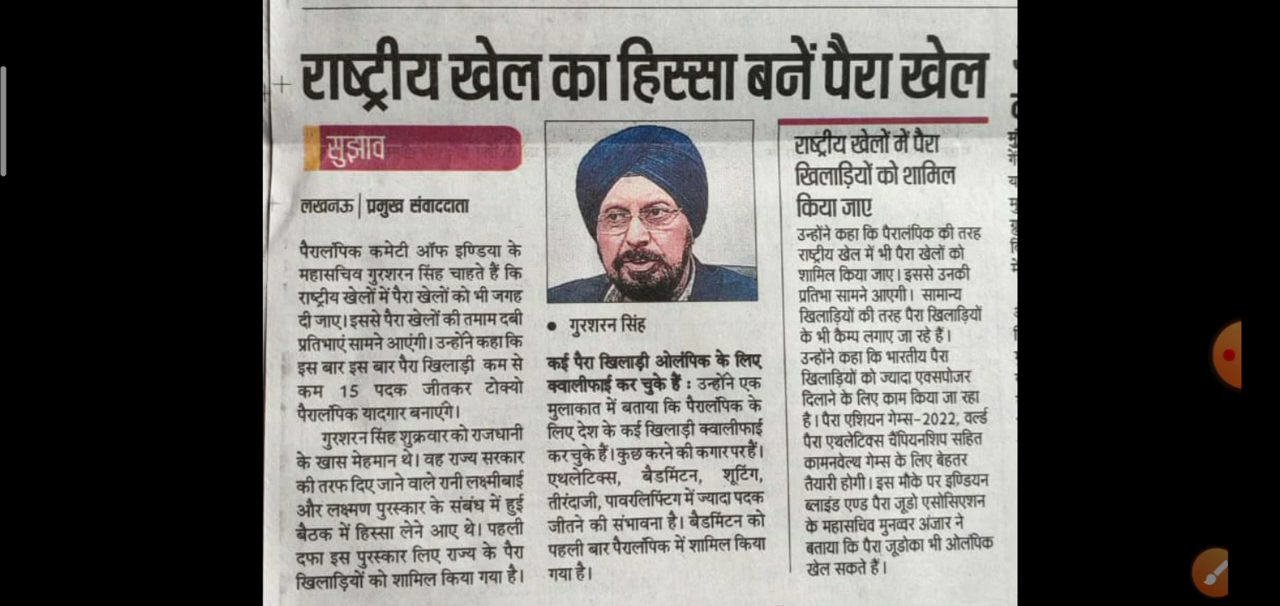 राष्ट्रीय खेल का हिस्सा बनें पैरा खेल
सुझाव
लखनऊ | प्रमुख संवाददाता
पैरालंपिक कमेटी ऑफ इण्डिया के
महासचिव गुरशरन सिंह चाहते हैं कि
राष्ट्रीय खेलों में पैरा खेलों को भी जगह
दी जाए। इससे पैरा खेलों की तमाम दबी
प्रतिभाएं सामने आएंगी। उन्होंने कहा कि
इस बार इस बार पैरा खिलाड़ी कम से
कम 15 पदक जीतकर टोक्यो
पैरालंपिक यादगार बनाएंगे।
गुरशरन सिंह शुक्रवार को राजधानी
के खास मेहमान थे। वह राज्य सरकार
की तरफ दिए जाने वाले रानी लक्ष्मीबाई
और लक्ष्मण पुरस्कार के संबंध में हुई
बैठक में हिस्सा लेने आए थे। पहली
दफा इस पुरस्कार लिए राज्य के पैरा
खिलाड़ियों को शामिल किया गया है।
● गुरशरन सिंह
कई पैरा खिलाड़ी ओलंपिक के लिए
क्वालीफाई कर चुके हैं : उन्होंने एक
मुलाकात में बताया कि पैरालंपिक के
लिए देश के कई खिलाड़ी क्वालीफाई
कर चुके हैं। कुछ करने की कगार पर हैं।
एथलेटिक्स, बैडमिंटन, शूटिंग,
तीरंदाजी, पावरलिफ्टिंग में ज्यादा पदक
जीतने की संभावना है। बैडमिंटन को
पहली बार पैरालंपिक में शामिल किया
गया है।
राष्ट्रीय खेलों में पैरा
खिलाड़ियों को शामिल
किया जाए
उन्होंने कहा कि पैरालंपिक की तरह
राष्ट्रीय खेल में भी पैरा खेलों को
शामिल किया जाए। इससे उनकी
प्रतिभा सामने आएगी। सामान्य
खिलाड़ियों की तरह पैरा खिलाड़ियों
के भी कैम्प लगाए जा रहे हैं।
उन्होंने कहा कि भारतीय पैरा
खिलाड़ियों को ज्यादा एक्सपोजर
दिलाने के लिए काम किया जा रहा
है। पैरा एशियन गेम्स-2022, वर्ल्ड
पैरा एथलेटिक्स चैंपियनशिप सहित
कामनवेल्थ गेम्स के लिए बेहतर
तैयारी होगी। इस मौके पर इण्डियन
ब्लाइंड एण्ड पैरा जूडो एसोसिएशन
के महासचिव मुनव्वर अंजार ने
बताया कि पैरा जूडोका भी ओलंपिक
खेल सकते हैं।